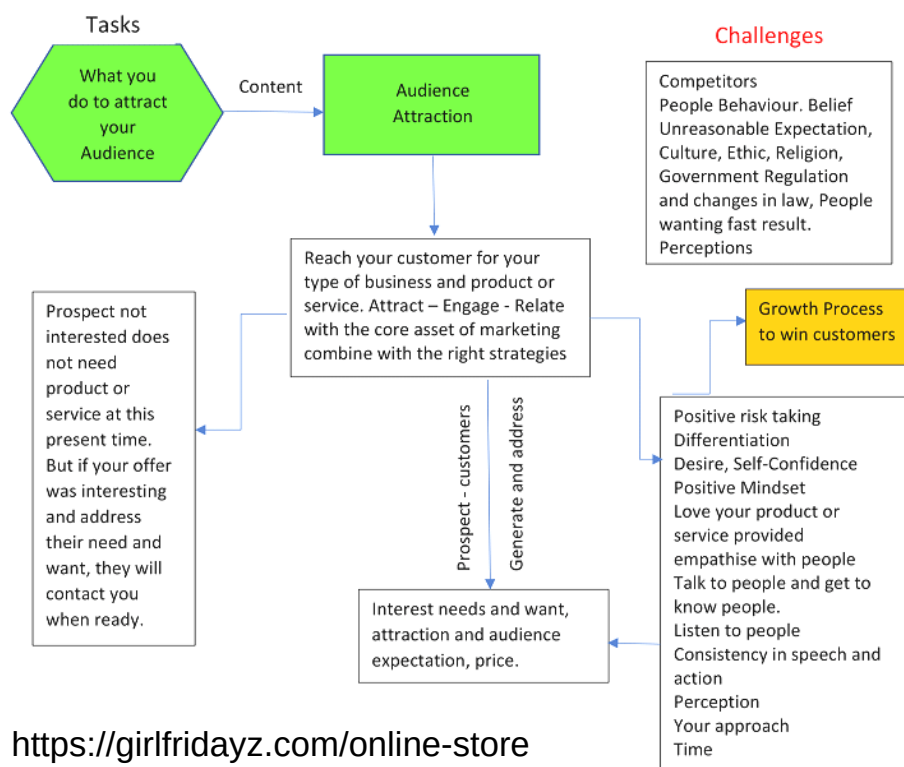 Tasks
What you
do to attract
your
Audience
Content
Audience
Attraction
Challenges
Competitors
People Behaviour. Belief
Unreasonable Expectation,
Culture, Ethic, Religion,
Government Regulation
and changes in law, People
wanting fast result.
Perceptions
Reach your customer for your
type of business and product or
service. Attract – Engage - Relate
with the core asset of marketing
combine with the right strategies
Prospect not
interested does
not need
product or
service at this
present time.
But if your offer
was interesting
and address
their need and
want, they will
contact you
when ready.
Growth Process
to win customers
Prospect - customers
Generate and address
Positive risk taking
Differentiation
Desire, Self-Confidence
Positive Mindset
Love your product or
service provided
empathise with people
Talk to people and get to
know people.
Listen to people
Consistency in speech and
action
Perception
Your approach
Time
Interest needs and want,
attraction and audience
expectation, price.
https://girlfridayz.com/online-store